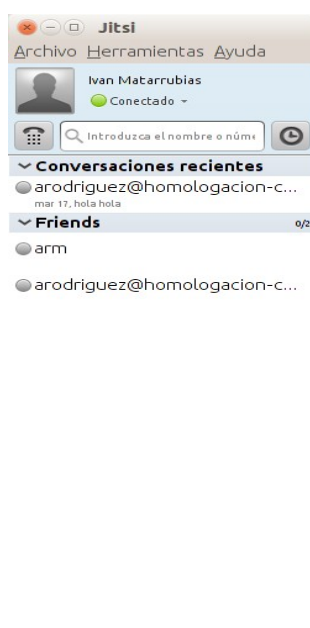 Jitsi
Archivo Herramientas Ayuda
Ivan Matarrubias
Conectado
Introduzca el nombre o núme
Conversaciones recientes
arodriguez@homologacion-c...
mar 17, hola hola
Friends 0/2
arm
arodriguez@homologacion-c...